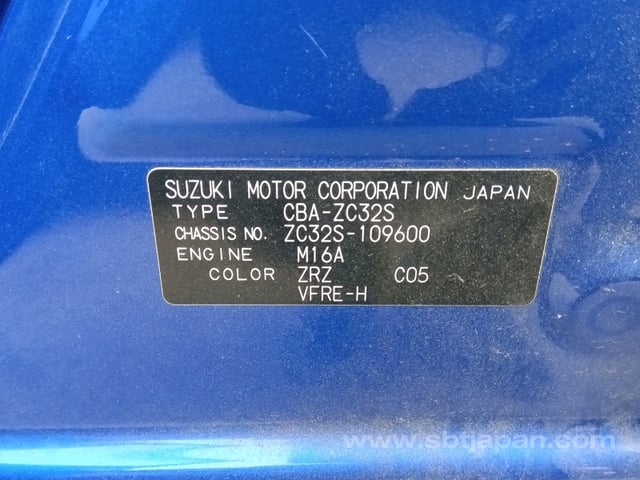 SUZUKI MOTOR CORPORATION JAPAN
TYPE CBA-ZC32S
CHASSIS NO. ZC32S-109600
ENGINE M16A
COLOR ZRZ C05
VFRE-H
www.sbtjapan.com